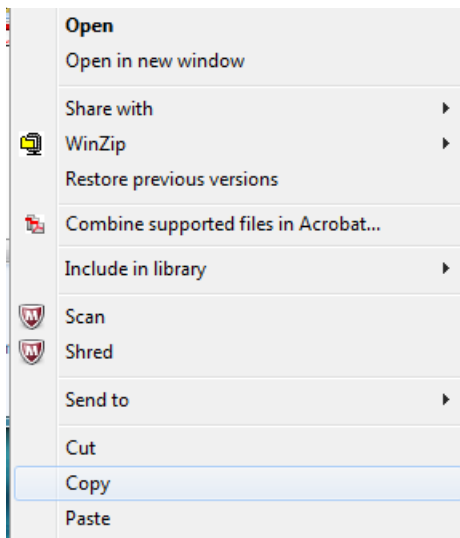 Open
Open in new window
Share with
WinZip
Restore previous versions
Combine supported files in Acrobat...
Include in library
Scan
Shred
Send to
Cut
Copy
Paste